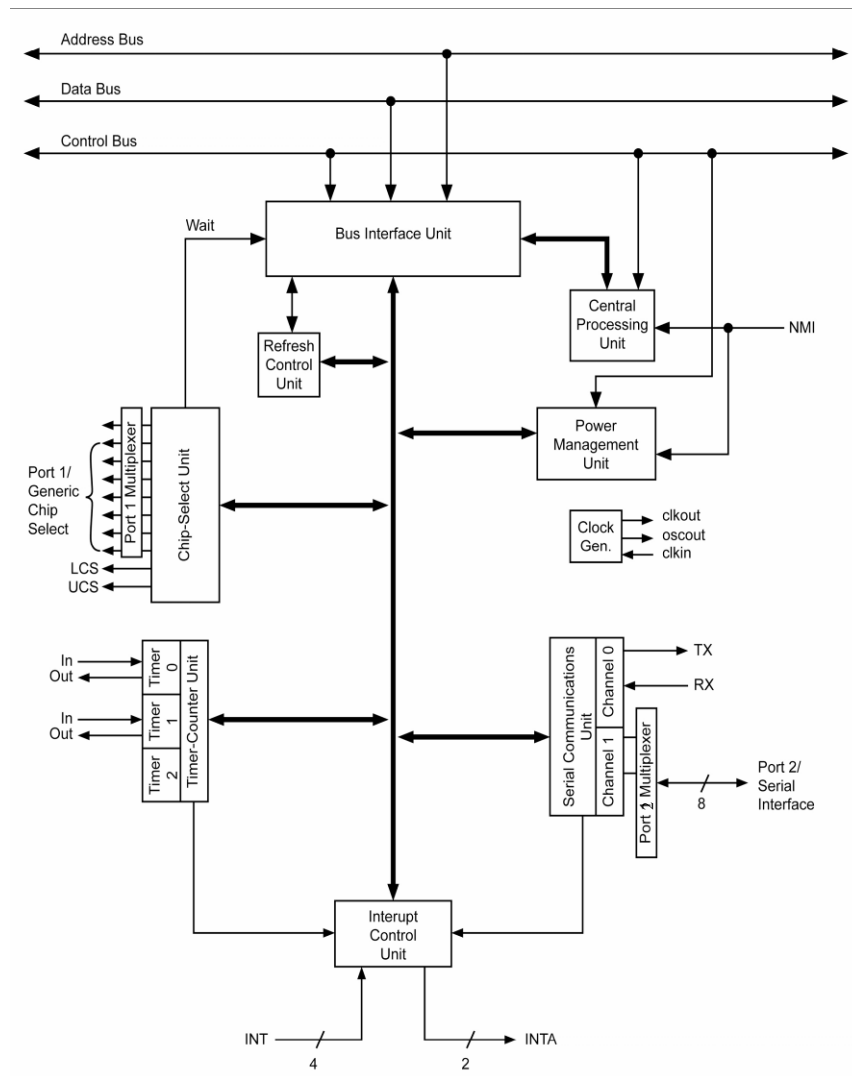 Address Bus
Data Bus
Control Bus
Wait
Bus Interface Unit
Central
Processing
Unit
NMI
Refresh
Control
Unit
Power
Management
Unit
Port 1/
Generic
Chip
Select
Port 1 Multiplexer
Chip-Select Unit
LCS
UCS
Clock
Gen.
clkout
oscout
clkin
In
Out
In
Out
Timer
0
Timer
1
Timer
2
Timer-Counter Unit
Serial Communications
Unit
Channel 0
Channel 1
TX
RX
Port 2 Multiplexer
8
Port 2/
Serial
Interface
Interupt
Control
Unit
INT
4
2
INTA